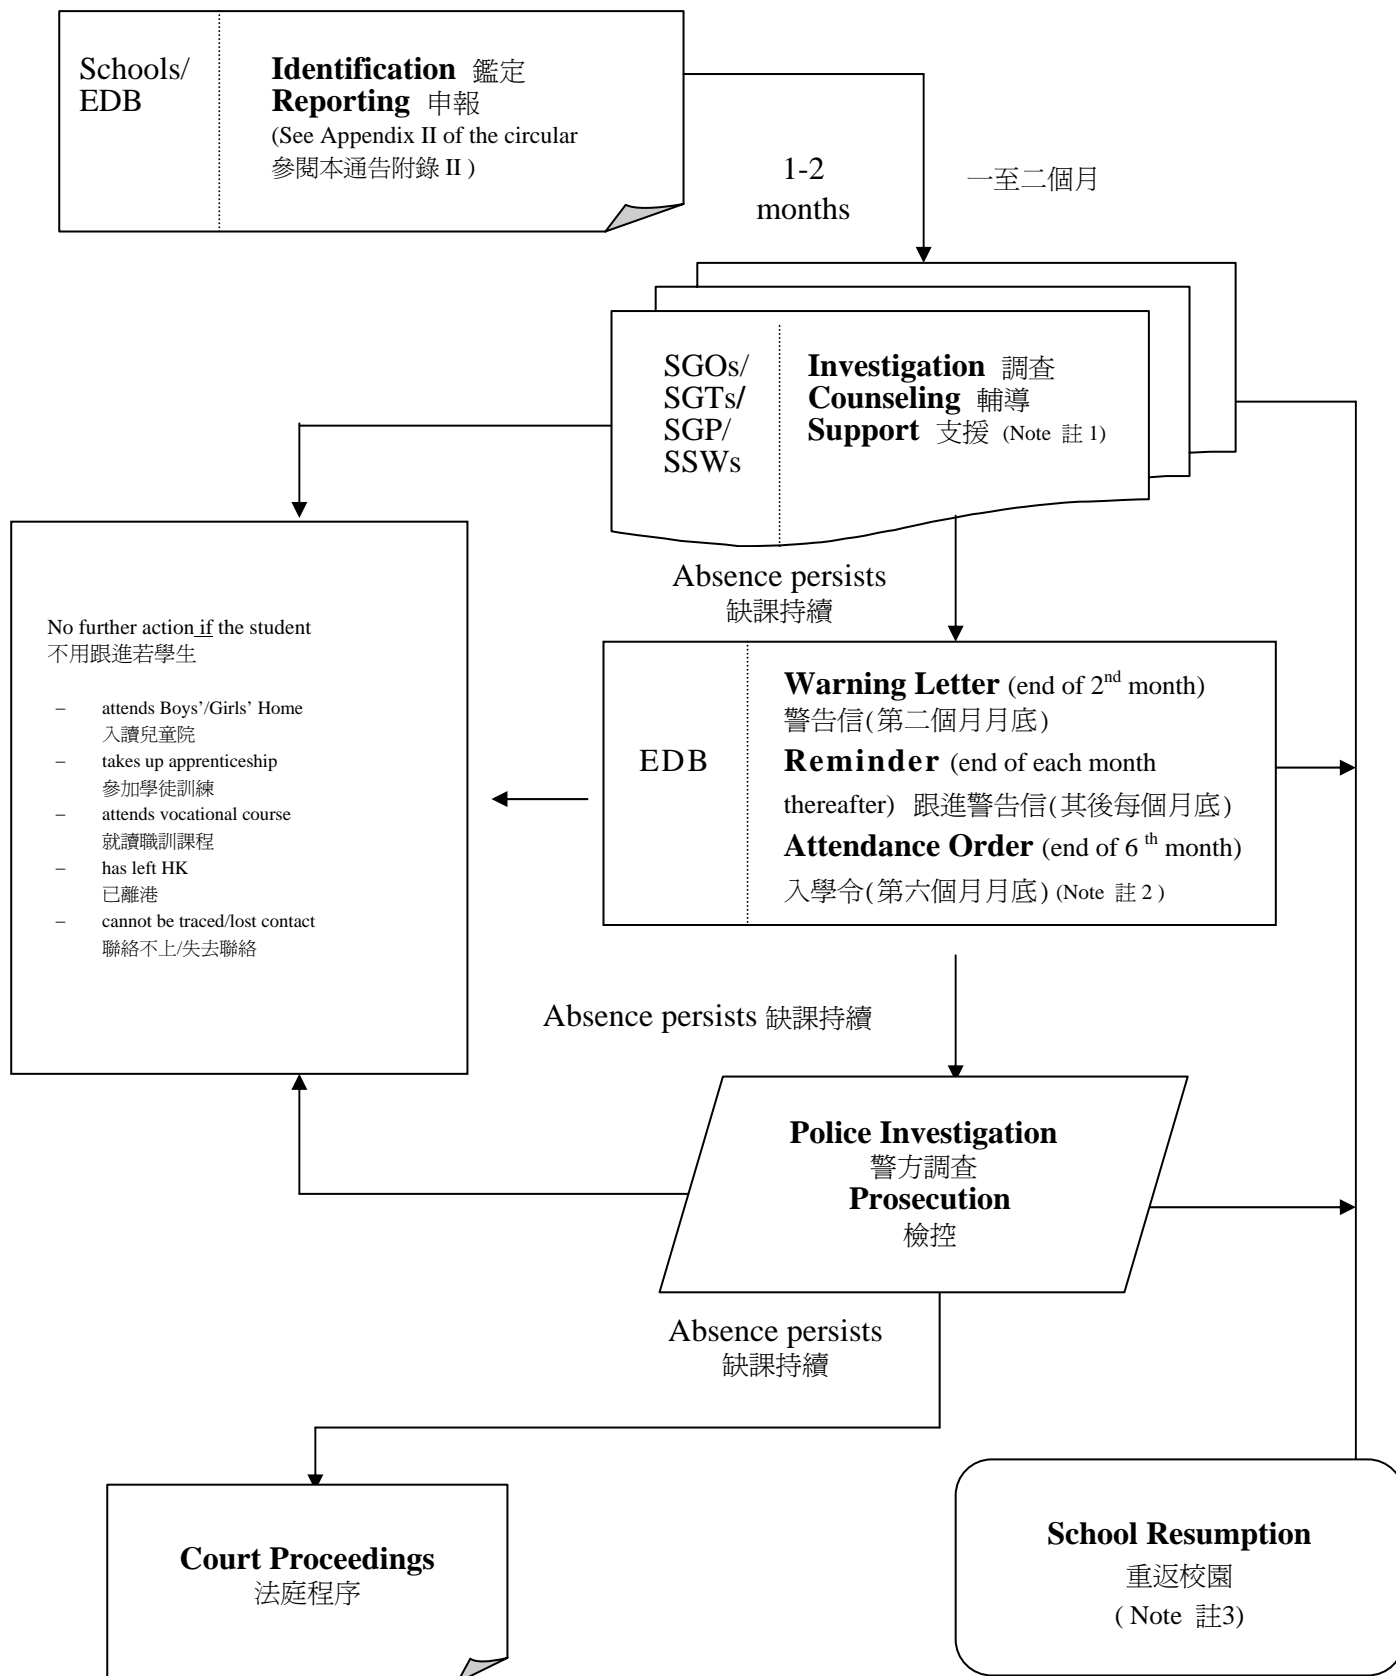 Schools/
EDB
Identification 鑑定
Reporting 申報
(See Appendix II of the circular
參閱本通告附錄 II )
1-2
months
一至二個月
SGOs/
SGTs/
SGP/
SSWs
Investigation 調查
Counseling 輔導
Support 支援 (Note 註 1)
Absence persists
缺課持續
No further action if the student
不用跟進若學生
– attends Boys’/Girls’ Home
入讀兒童院
– takes up apprenticeship
參加學徒訓練
– attends vocational course
就讀職訓課程
– has left HK
已離港
– cannot be traced/lost contact
聯絡不上/失去聯絡
EDB
Warning Letter (end of 2nd month)
警告信(第二個月月底)
Reminder (end of each month
thereafter) 跟進警告信(其後每個月底)
Attendance Order (end of 6 th month)
入學令(第六個月月底) (Note 註 2 )
Absence persists 缺課持續
Police Investigation
警方調查
Prosecution
檢控
Absence persists
缺課持續
Court Proceedings
法庭程序
School Resumption
重返校園
( Note 註3)